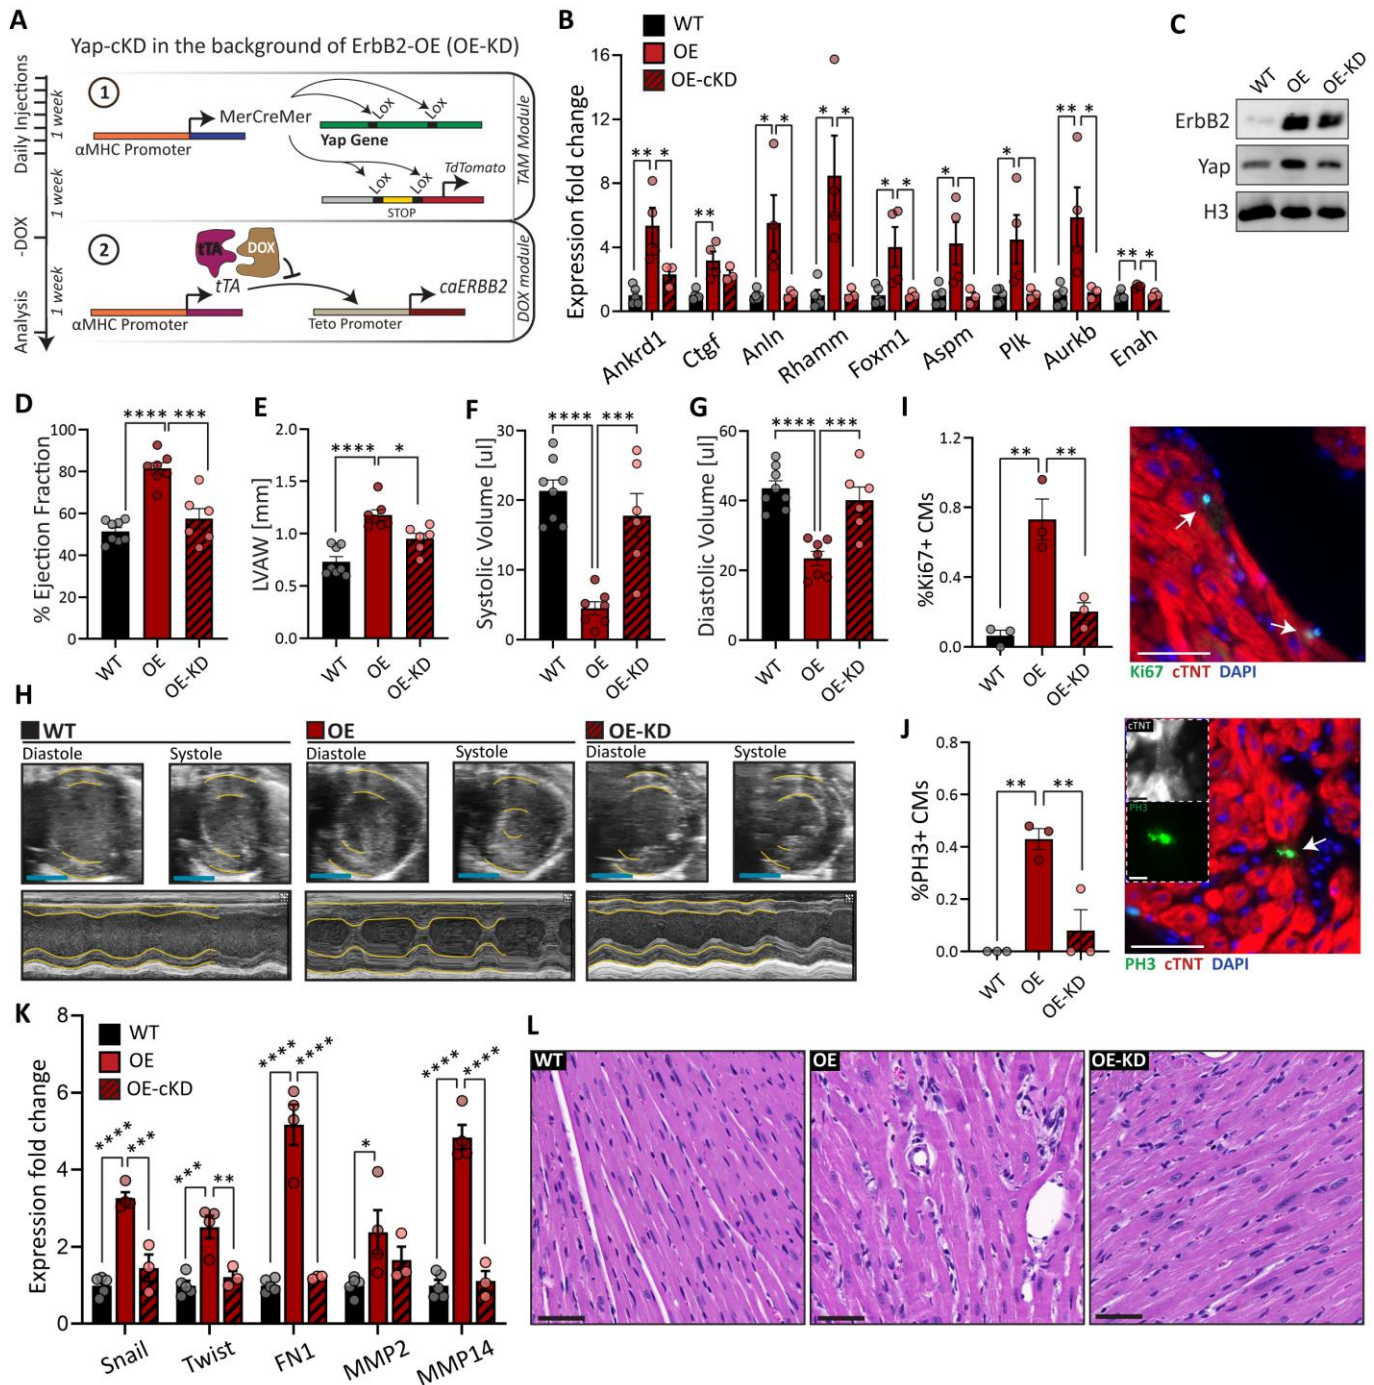 A
Yap-cKD in the background of ErbB2-OE (OE-KD)
Daily Injections
1 week
1 week
-DOX
1 week
Analysis
1
MerCreMer
αMHC Promoter
Lox
Lox
Yap Gene
Lox
Lox
TdTomato
STOP
TAM Module
2
tTA
DOX
tTA
αMHC Promoter
Teto Promoter
caERBB2
DOX module
B
WT
OE
OE-cKD
Expression fold change
16
12
8
4
0
** *
**
* *
* *
* *
*
*
** *
** *
Ankrd1
Ctgf
Anln
Rhamm
Foxm1
Aspm
Plk
Aurkb
Enah
C
WT
OE
OE-KD
ErbB2
Yap
H3
D
% Ejection Fraction
100
80
60
40
20
0
**** ***
WT
OE
OE-KD
E
LVAW [mm]
2.0
1.5
1.0
0.5
0.0
**** *
WT
OE
OE-KD
F
Systolic Volume [ul]
30
20
10
0
**** ***
WT
OE
OE-KD
G
Diastolic Volume [ul]
60
40
20
0
**** ***
WT
OE
OE-KD
I
%Ki67+ CMs
1.2
0.8
0.4
0.0
** **
WT
OE
OE-KD
Ki67 cTNT DAPI
H
WT
Diastole
Systole
OE
Diastole
Systole
OE-KD
Diastole
Systole
J
%PH3+ CMs
0.8
0.6
0.4
0.2
0.0
** **
WT
OE
OE-KD
cTNT
PH3
PH3 cTNT DAPI
K
WT
OE
OE-cKD
Expression fold change
8
6
4
2
0
**** ***
*** **
**** ****
*
**** ****
Snail
Twist
FN1
MMP2
MMP14
L
WT
OE
OE-KD